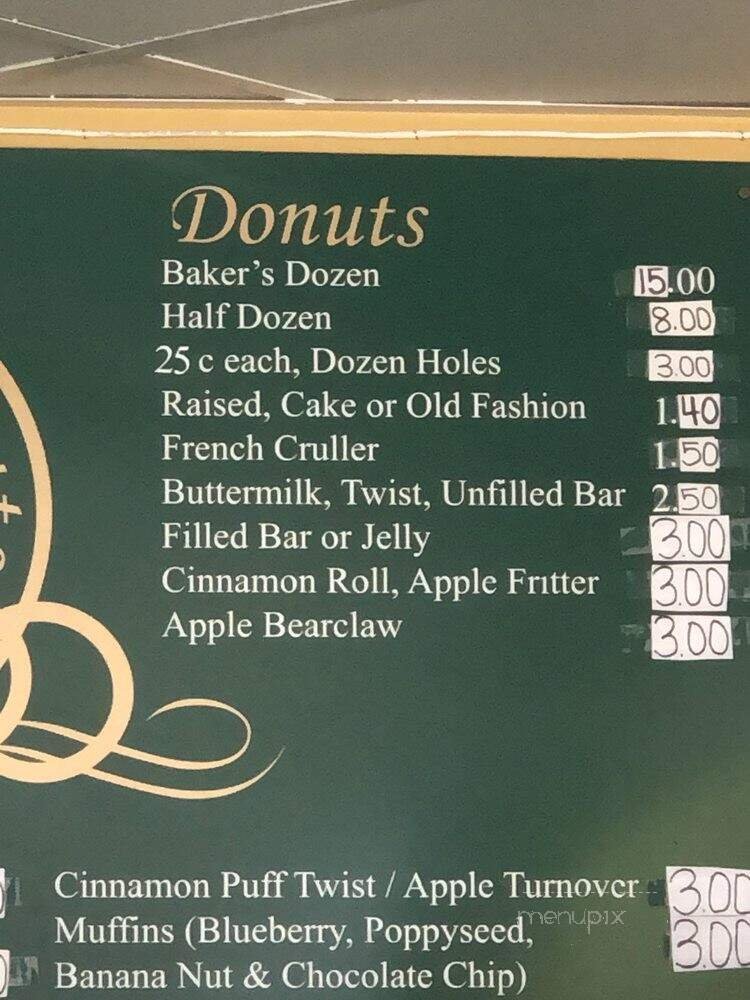 Donuts
Baker's Dozen 15.00
Half Dozen 8.00
25 c each, Dozen Holes 3.00
Raised, Cake or Old Fashion 1.40
French Cruller 1.50
Buttermilk, Twist, Unfilled Bar 2.50
Filled Bar or Jelly 3.00
Cinnamon Roll, Apple Fritter 3.00
Apple Bearclaw 3.00
Cinnamon Puff Twist / Apple Turnover 3.00
menupix
Muffins (Blueberry, Poppyseed, 3.00
Banana Nut & Chocolate Chip)